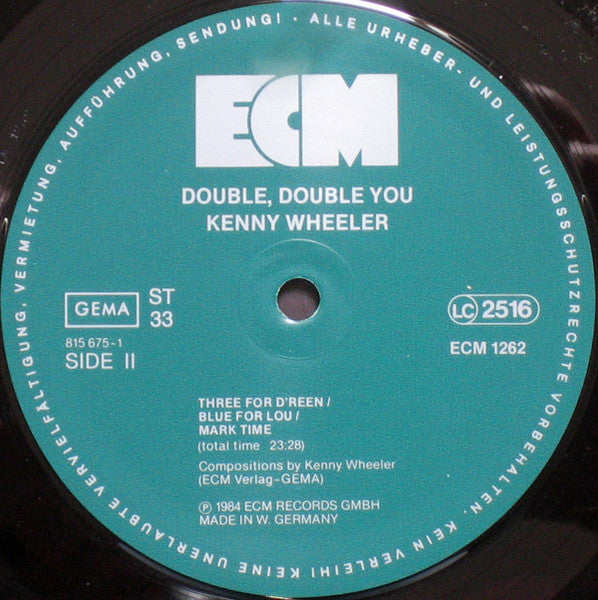 ALLE URHEBER- UND LEISTUNGSSCHUTZRECHTE VORBEHALTEN. KEIN VERLEIH! KEINE UNERLAUBTE VERVIELFÄLTIGUNG, VERMIETUNG, AUFFÜHRUNG, SENDUNG! ·
ECM
DOUBLE, DOUBLE YOU
KENNY WHEELER
GEMA
ST
33
815 675-1
SIDE II
LC 2516
ECM 1262
THREE FOR D'REEN /
BLUE FOR LOU /
MARK TIME
(total time 23:28)
Compositions by Kenny Wheeler
(ECM Verlag-GEMA)
Ⓟ 1984 ECM RECORDS GMBH
MADE IN W. GERMANY